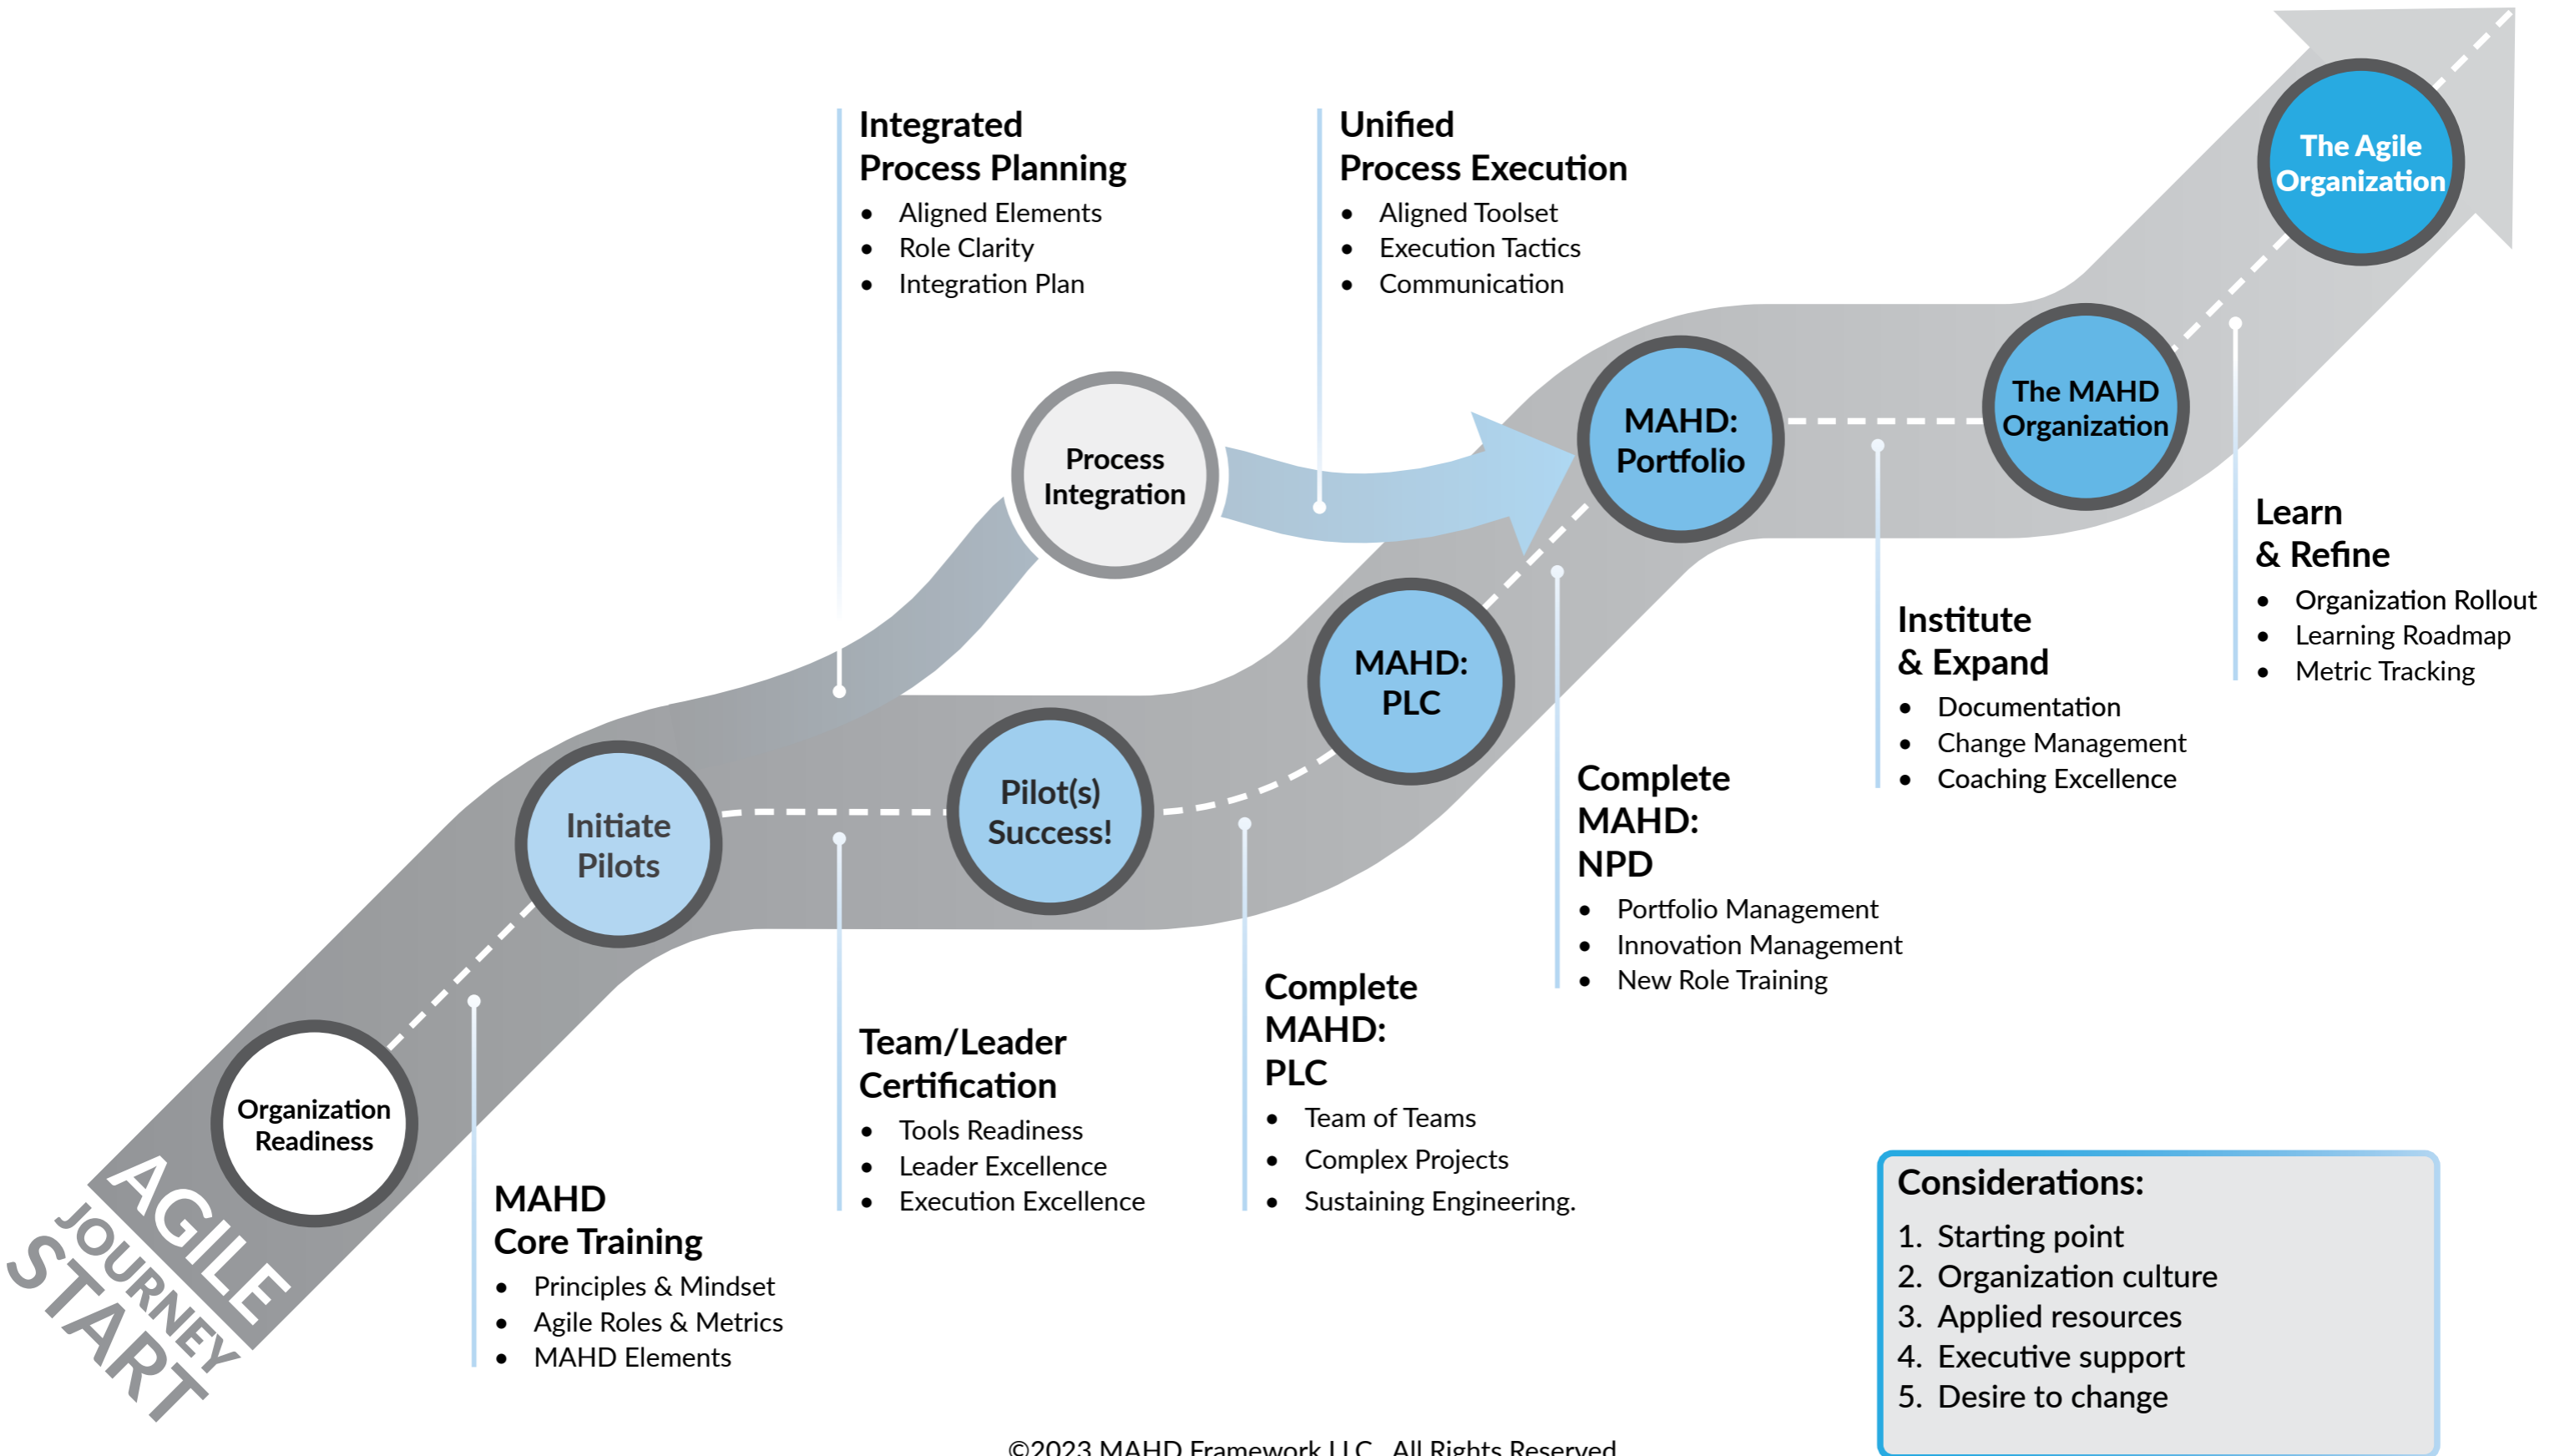 Integrated
Process Planning
• Aligned Elements
• Role Clarity
• Integration Plan
Unified
Process Execution
• Aligned Toolset
• Execution Tactics
• Communication
The Agile
Organization
Process
Integration
MAHD:
Portfolio
The MAHD
Organization
Learn
& Refine
• Organization Rollout
• Learning Roadmap
• Metric Tracking
Initiate
Pilots
Pilot(s)
Success!
MAHD:
PLC
Institute
& Expand
• Documentation
• Change Management
• Coaching Excellence
Complete
MAHD:
NPD
• Portfolio Management
• Innovation Management
• New Role Training
Organization
Readiness
AGILE
JOURNEY
START
MAHD
Core Training
• Principles & Mindset
• Agile Roles & Metrics
• MAHD Elements
Team/Leader
Certification
• Tools Readiness
• Leader Excellence
• Execution Excellence
Complete
MAHD:
PLC
• Team of Teams
• Complex Projects
• Sustaining Engineering.
Considerations:
1. Starting point
2. Organization culture
3. Applied resources
4. Executive support
5. Desire to change
©2023 MAHD Framework LLC. All Rights Reserved